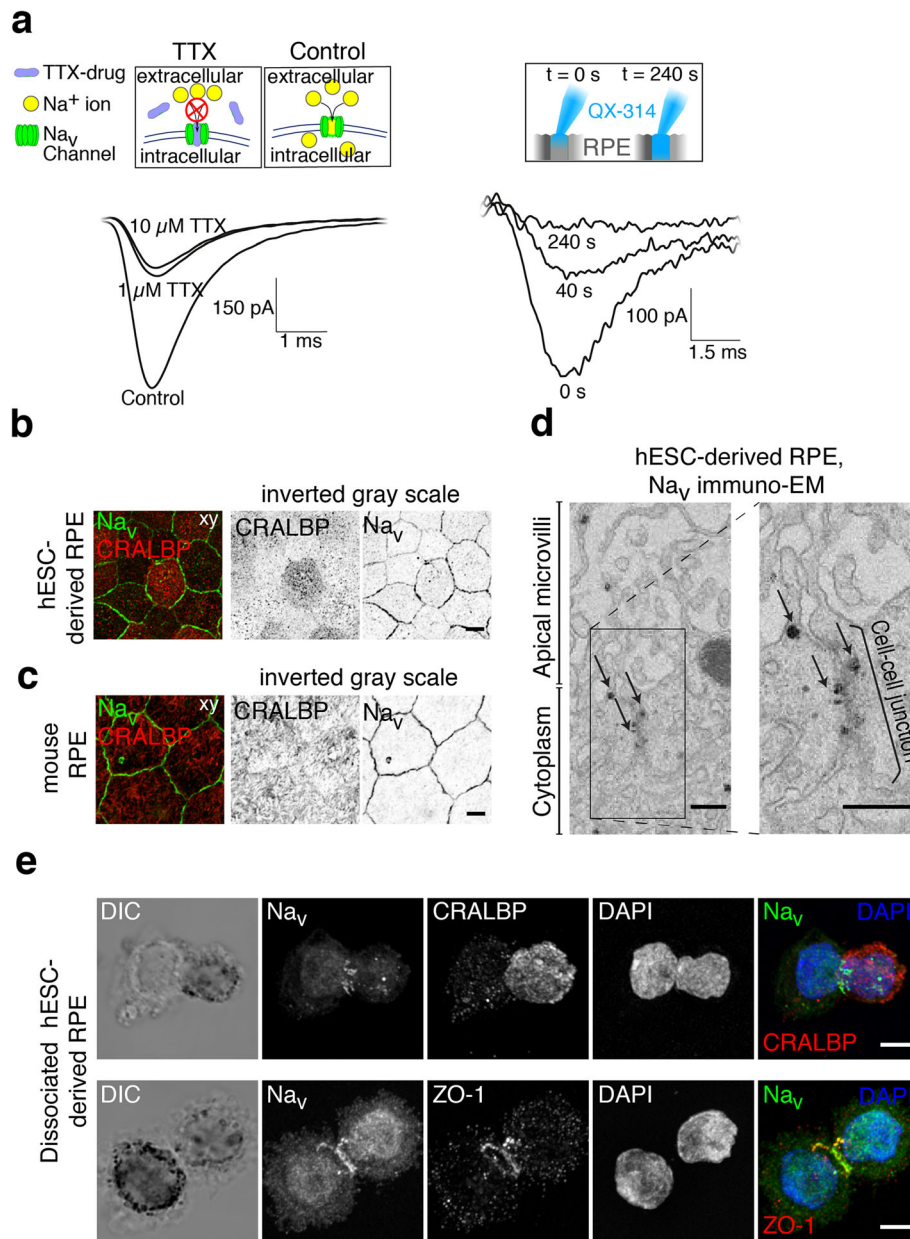 a
TTX
Control
TTX-drug
Na+ ion
Nav
Channel
extracellular
intracellular
extracellular
intracellular
t = 0 s
t = 240 s
QX-314
RPE
10 µM TTX
1 µM TTX
Control
150 pA
1 ms
240 s
40 s
0 s
100 pA
1.5 ms
b
inverted gray scale
hESC-
derived RPE
Nav
xy
CRALBP
CRALBP
Nav
c
inverted gray scale
mouse
RPE
Nav
xy
CRALBP
CRALBP
Nav
d
hESC-derived RPE,
Nav immuno-EM
Apical microvilli
Cytoplasm
Cell-cell junction
e
Dissociated hESC-
derived RPE
DIC
Nav
CRALBP
DAPI
Nav
DAPI
CRALBP
DIC
Nav
ZO-1
DAPI
Nav
DAPI
ZO-1